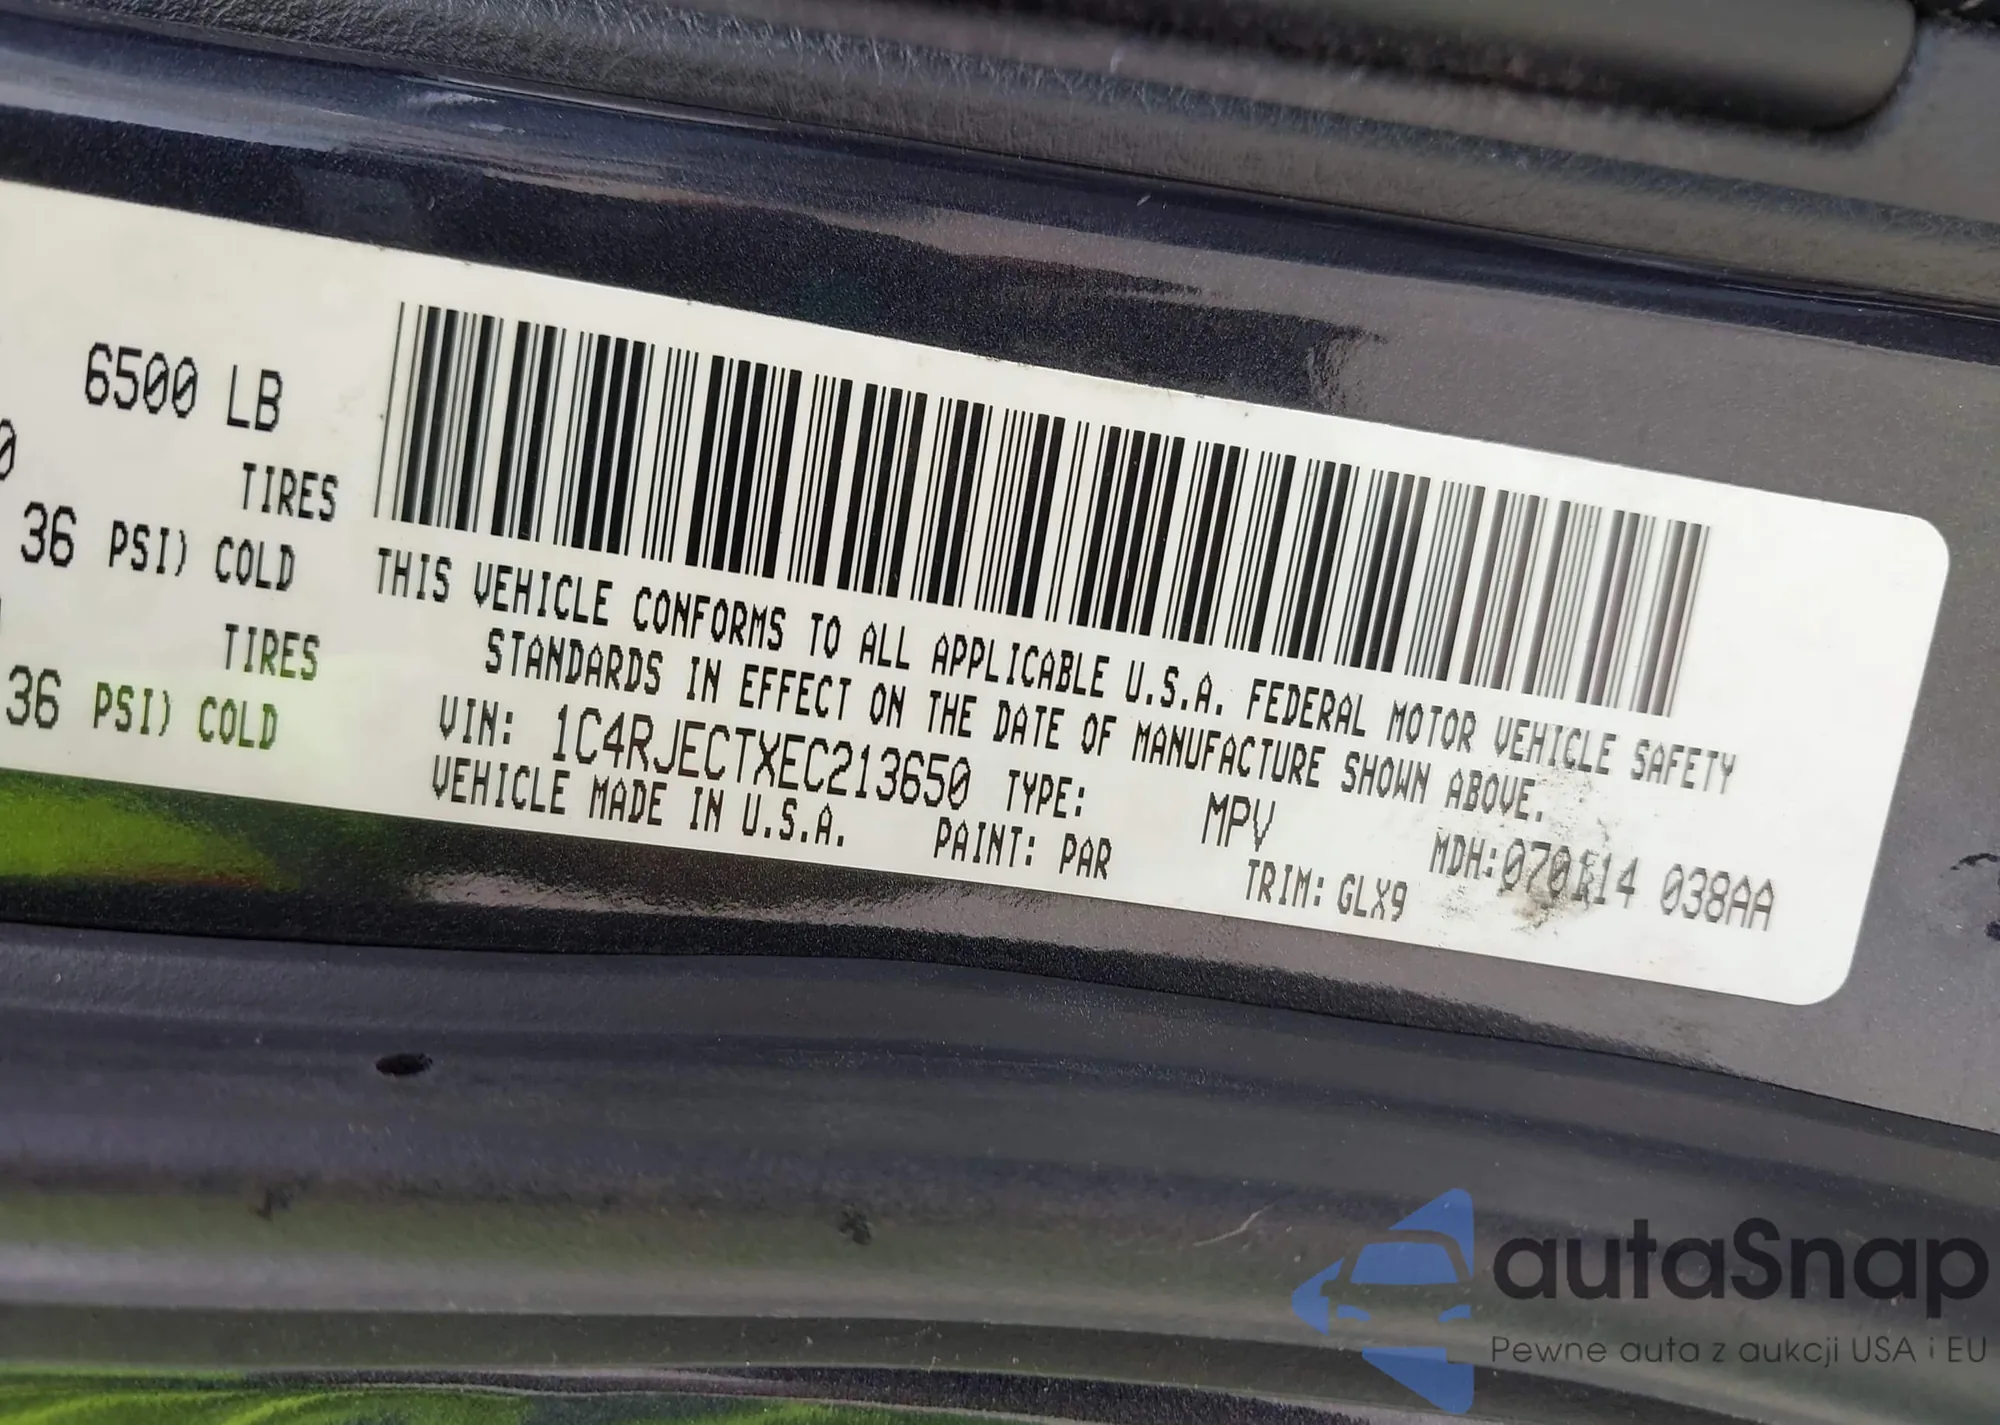 6500 LB
TIRES
36 PSI) COLD
TIRES
36 PSI) COLD
THIS VEHICLE CONFORMS TO ALL APPLICABLE U.S.A. FEDERAL MOTOR VEHICLE SAFETY
STANDARDS IN EFFECT ON THE DATE OF MANUFACTURE SHOWN ABOVE.
VIN: 1C4RJECTXEC213650 TYPE: MPV MDH: 038AA
VEHICLE MADE IN U.S.A. PAINT: PAR TRIM: GLX9
autaSnap
Pewne auta z aukcji USA i EU